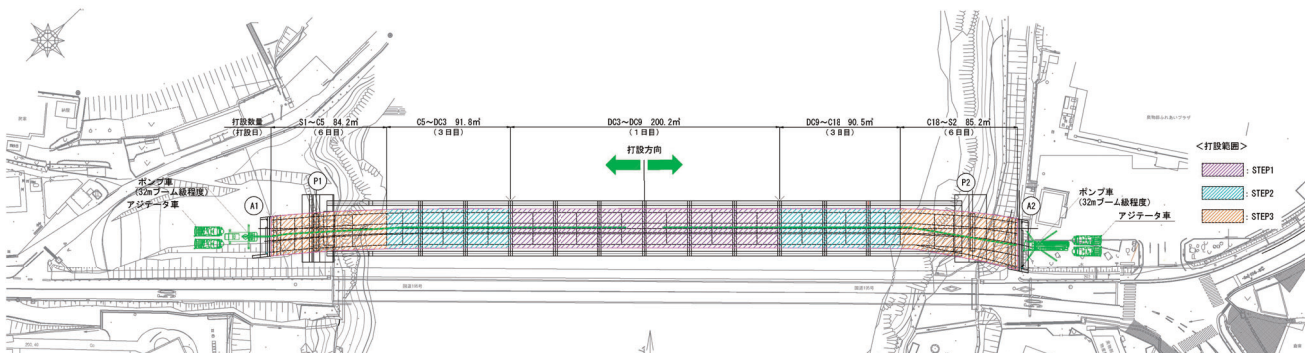 打設数量
(打設日)
S1～C5 84.2㎥
(6日目)
C5～DC3 91.8㎥
(3日目)
DC3～DC9 200.2㎥
(1日目)
DC9～C18 90.5㎥
(3日目)
C18～S2 85.2㎥
(6日目)
打設方向
P1
P2
A1
A2
ポンプ車
(32mブーム級程度)
アジテータ車
ポンプ車
(32mブーム級程度)
アジテータ車
＜打設範囲＞
: STEP1
: STEP2
: STEP3